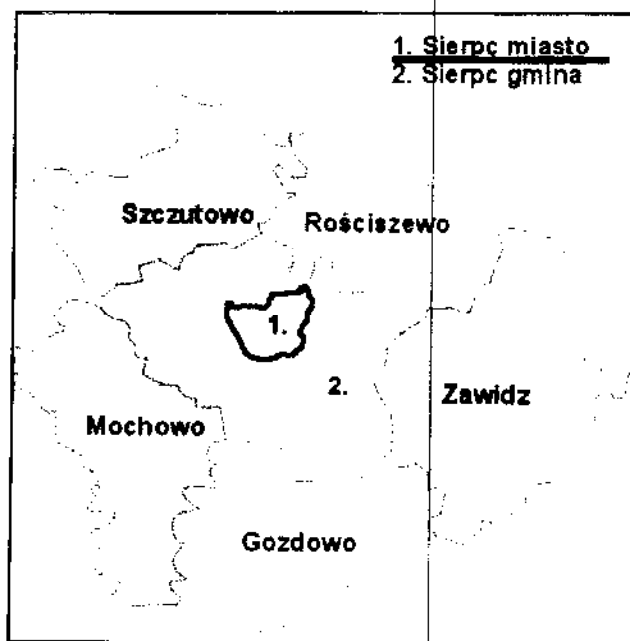 1. Sierpc miasto
2. Sierpc gmina
Szczutowo
Rościszewo
1.
2.
Zawidz
Mochowo
Gozdowo